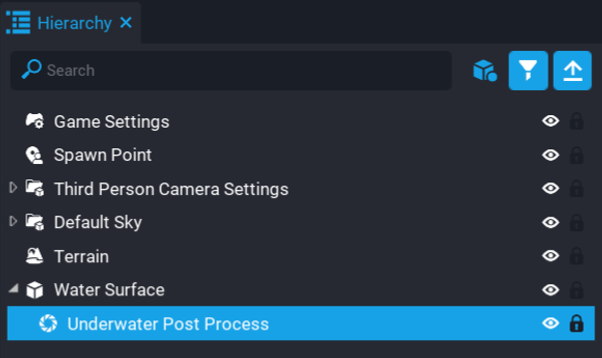 Hierarchy
Search
Game Settings
Spawn Point
Third Person Camera Settings
Default Sky
Terrain
Water Surface
Underwater Post Process